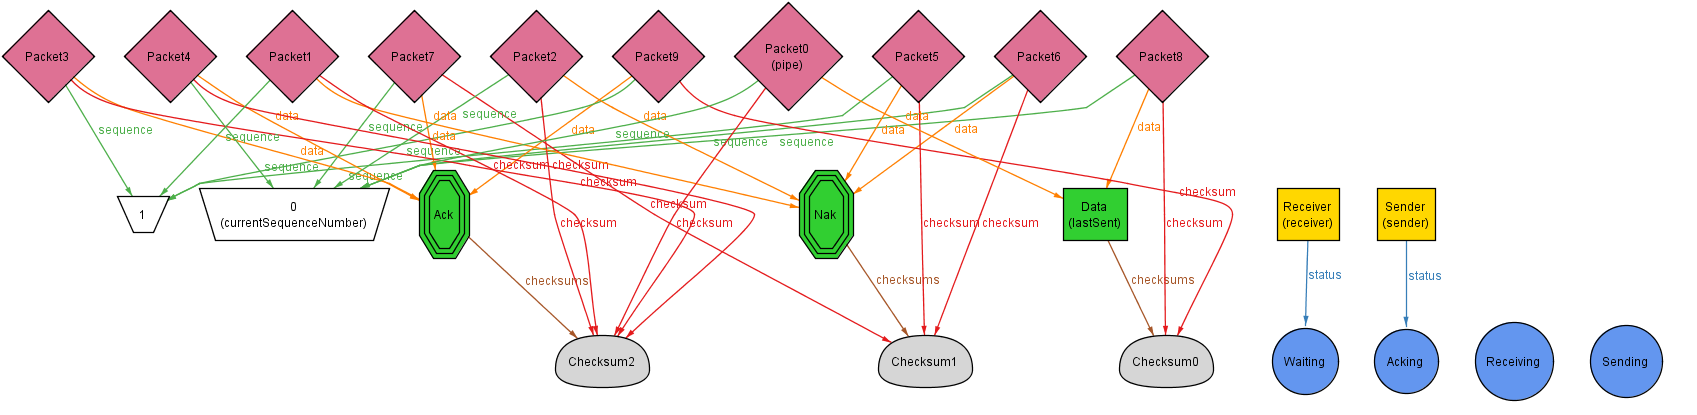 Packet3
Packet4
Packet1
Packet7
Packet2
Packet9
Packet0
(pipe)
Packet5
Packet6
Packet8
data
sequence
data
sequence
data
data
sequence
sequence
data
sequence
data
data
data
data
sequence
sequence
sequence
sequence
data
sequence
sequence
checksum
checksum
checksum
checksum
checksum
1
0
(currentSequenceNumber)
Ack
Nak
Data
(lastSent)
Receiver
(receiver)
Sender
(sender)
checksum
checksum
checksum
checksum
checksum
checksums
checksums
checksums
status
status
Checksum2
Checksum1
Checksum0
Waiting
Acking
Receiving
Sending